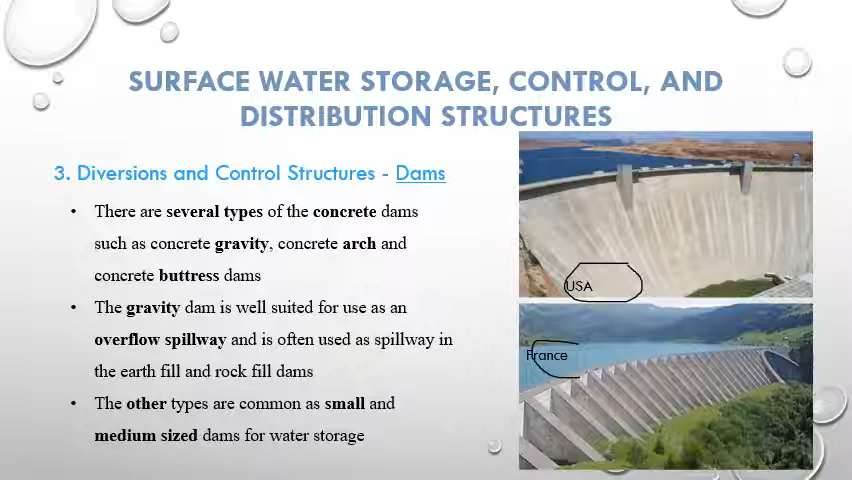 SURFACE WATER STORAGE, CONTROL, AND
DISTRIBUTION STRUCTURES
3. Diversions and Control Structures - Dams
• There are several types of the concrete dams
such as concrete gravity, concrete arch and
concrete buttress dams
• The gravity dam is well suited for use as an
overflow spillway and is often used as spillway in
the earth fill and rock fill dams
• The other types are common as small and
medium sized dams for water storage
USA
France